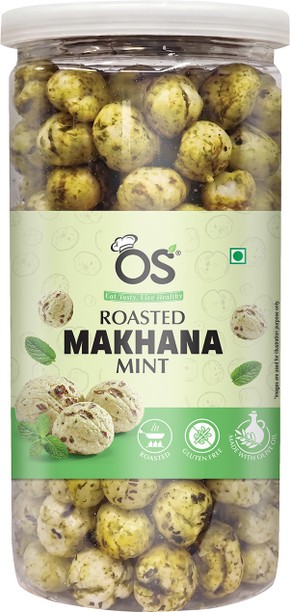 OS®
Eat Tasty, Live Healthy
ROASTED
MAKHANA
MINT
*Images are used for illustration purpose only.
ROASTED
GLUTEN FREE
MADE WITH OLIVE OIL